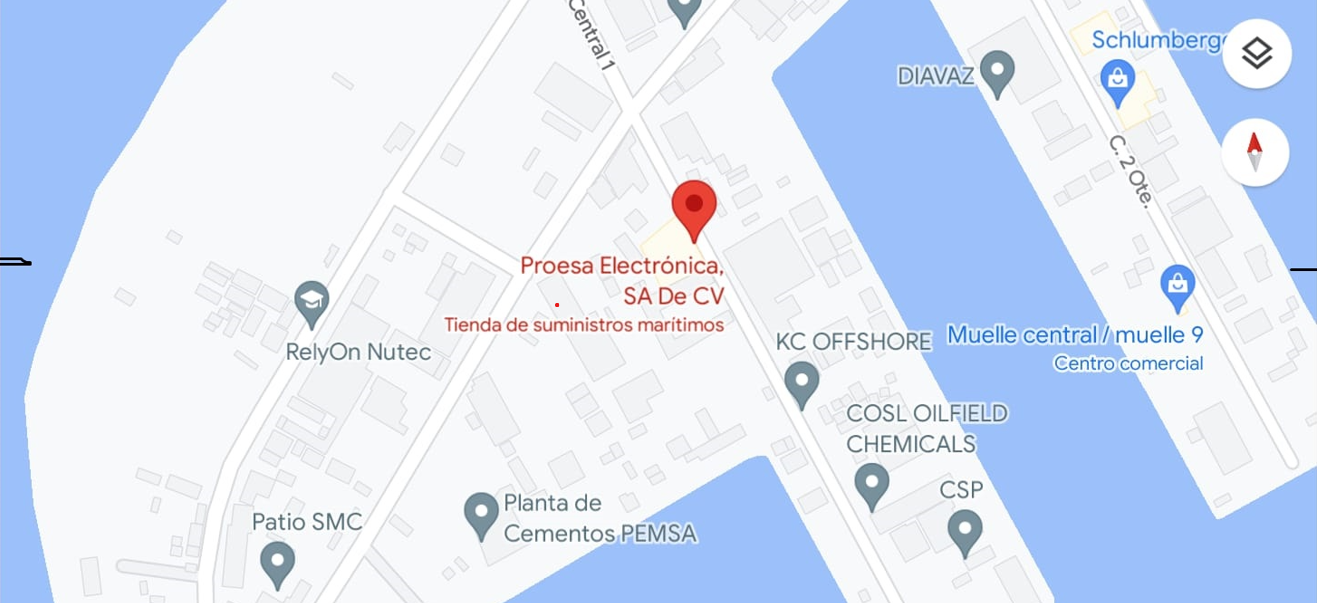 Central 1
Schlumberge
DIAVAZ
C. 2 Ote.
Proesa Electrónica,
SA De CV
Tienda de suministros marítimos
RelyOn Nutec
KC OFFSHORE
Muelle central / muelle 9
Centro comercial
COSL OILFIELD
CHEMICALS
CSP
Planta de
Cementos PEMSA
Patio SMC